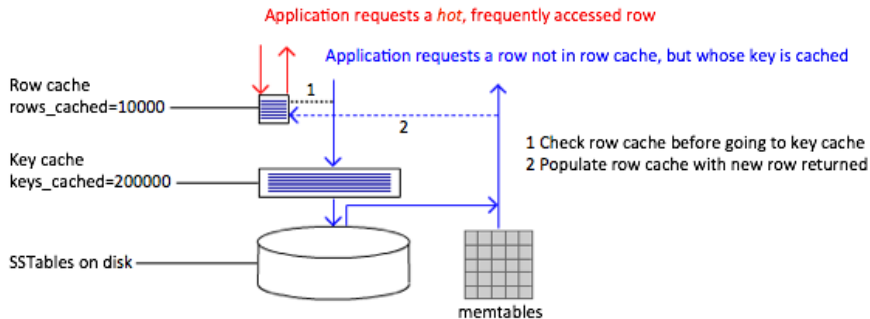 Application requests a hot, frequently accessed row
Application requests a row not in row cache, but whose key is cached
Row cache
rows_cached=10000
1
2
1 Check row cache before going to key cache
2 Populate row cache with new row returned
Key cache
keys_cached=200000
SSTables on disk
memtables